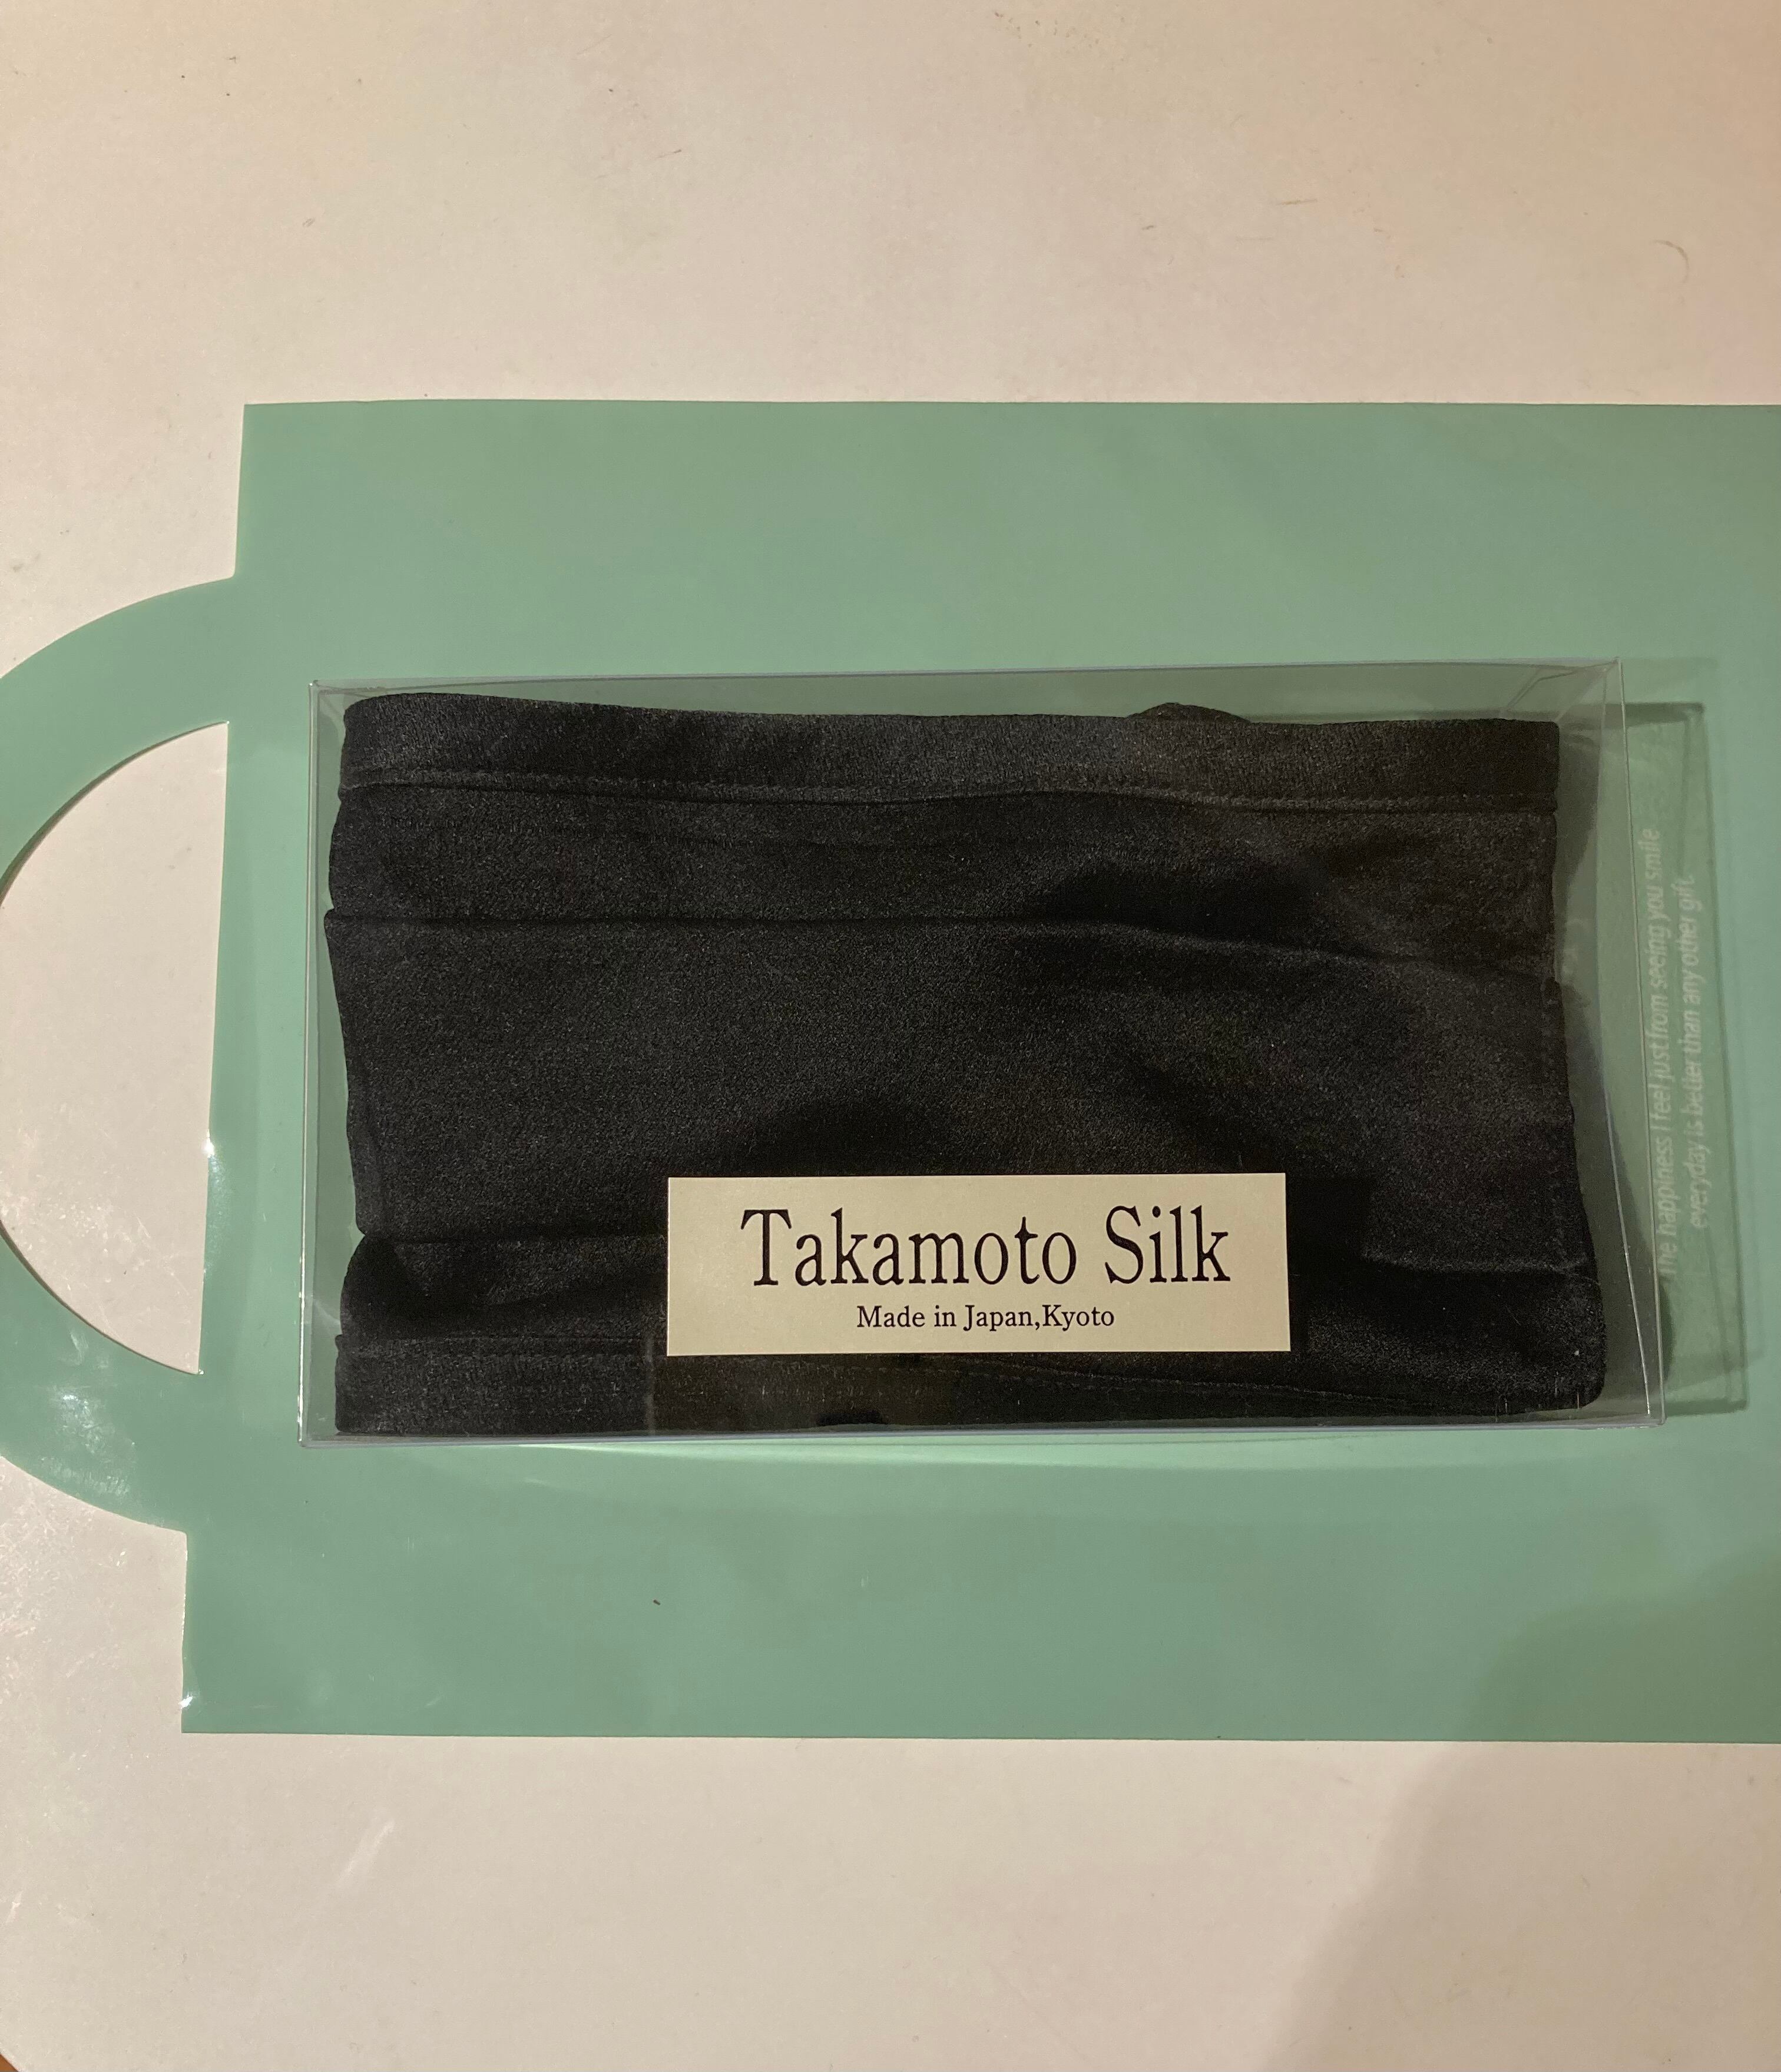 Takamoto Silk
Made in Japan,Kyoto
The happiness I feel just from seeing you smile
everyday is better than any other gift.